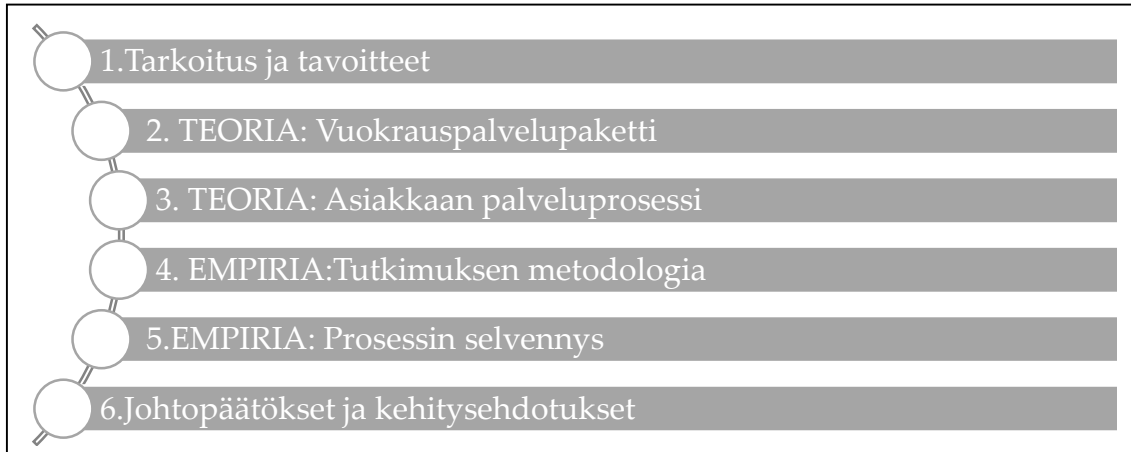 1.Tarkoitus ja tavoitteet
2. TEORIA: Vuokrauspalvelupaketti
3. TEORIA: Asiakkaan palveluprosessi
4. EMPIRIA:Tutkimuksen metodologia
5.EMPIRIA: Prosessin selvennys
6.Johtopäätökset ja kehitysehdotukset